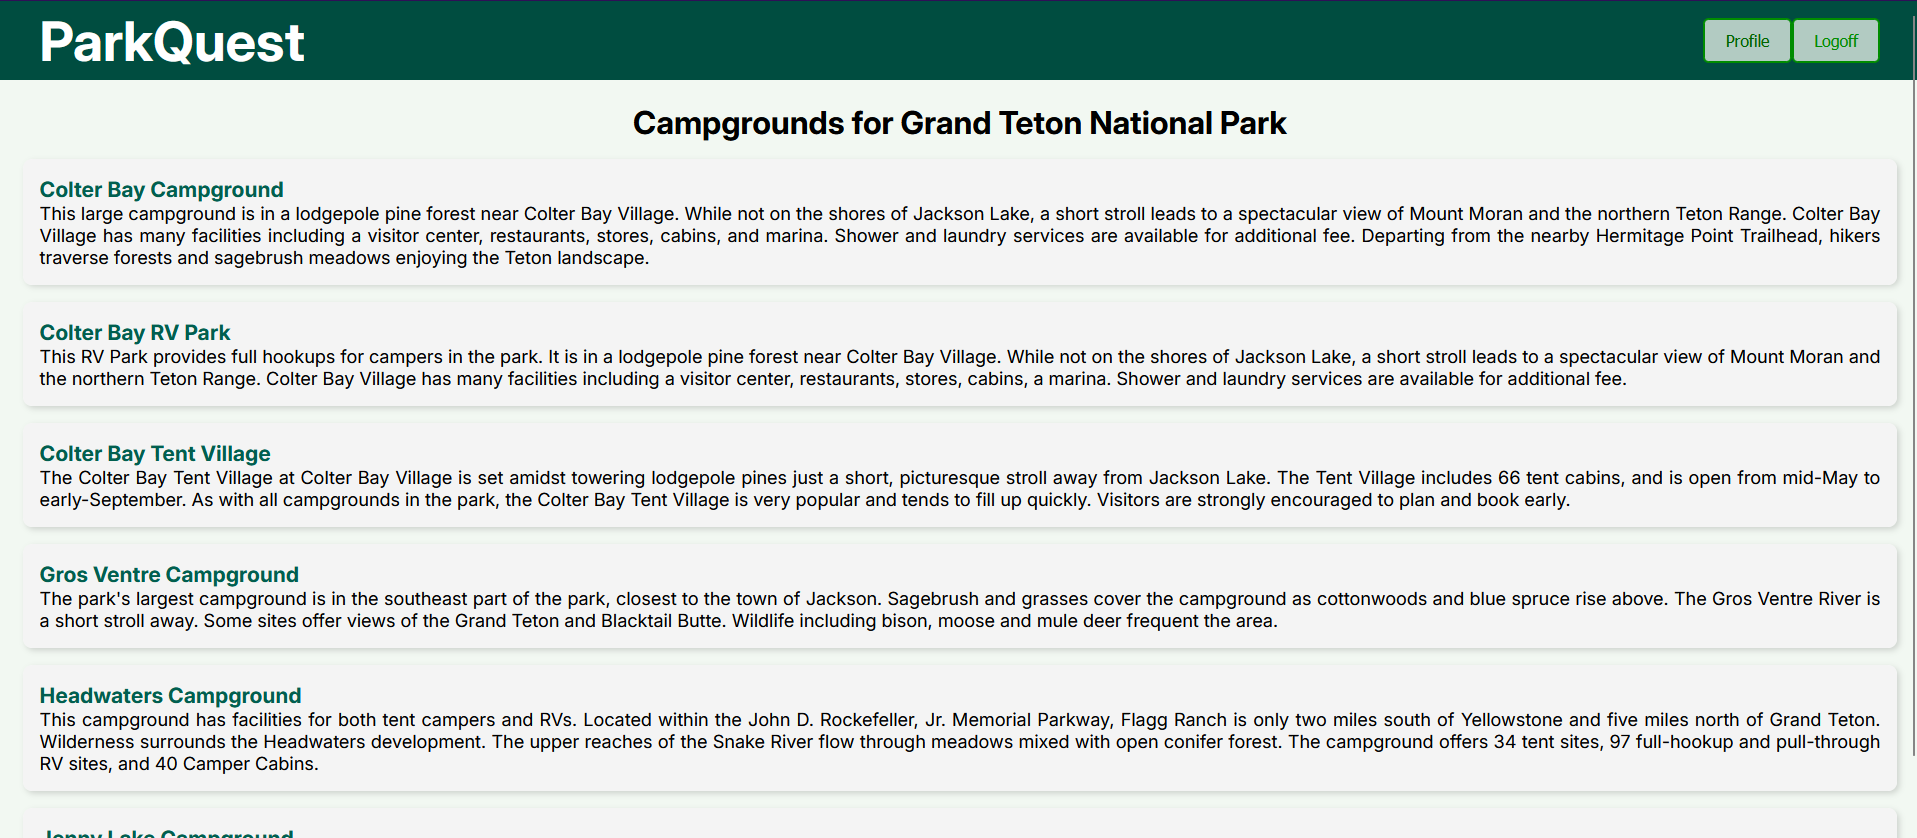 ParkQuest
Profile
Logoff
Campgrounds for Grand Teton National Park
Colter Bay Campground
This large campground is in a lodgepole pine forest near Colter Bay Village. While not on the shores of Jackson Lake, a short stroll leads to a spectacular view of Mount Moran and the northern Teton Range. Colter Bay
Village has many facilities including a visitor center, restaurants, stores, cabins, and marina. Shower and laundry services are available for additional fee. Departing from the nearby Hermitage Point Trailhead, hikers
traverse forests and sagebrush meadows enjoying the Teton landscape.
Colter Bay RV Park
This RV Park provides full hookups for campers in the park. It is in a lodgepole pine forest near Colter Bay Village. While not on the shores of Jackson Lake, a short stroll leads to a spectacular view of Mount Moran and
the northern Teton Range. Colter Bay Village has many facilities including a visitor center, restaurants, stores, cabins, a marina. Shower and laundry services are available for additional fee.
Colter Bay Tent Village
The Colter Bay Tent Village at Colter Bay Village is set amidst towering lodgepole pines just a short, picturesque stroll away from Jackson Lake. The Tent Village includes 66 tent cabins, and is open from mid-May to
early-September. As with all campgrounds in the park, the Colter Bay Tent Village is very popular and tends to fill up quickly. Visitors are strongly encouraged to plan and book early.
Gros Ventre Campground
The park's largest campground is in the southeast part of the park, closest to the town of Jackson. Sagebrush and grasses cover the campground as cottonwoods and blue spruce rise above. The Gros Ventre River is
a short stroll away. Some sites offer views of the Grand Teton and Blacktail Butte. Wildlife including bison, moose and mule deer frequent the area.
Headwaters Campground
This campground has facilities for both tent campers and RVs. Located within the John D. Rockefeller, Jr. Memorial Parkway, Flagg Ranch is only two miles south of Yellowstone and five miles north of Grand Teton.
Wilderness surrounds the Headwaters development. The upper reaches of the Snake River flow through meadows mixed with open conifer forest. The campground offers 34 tent sites, 97 full-hookup and pull-through
RV sites, and 40 Camper Cabins.
Jenny Lake Campground